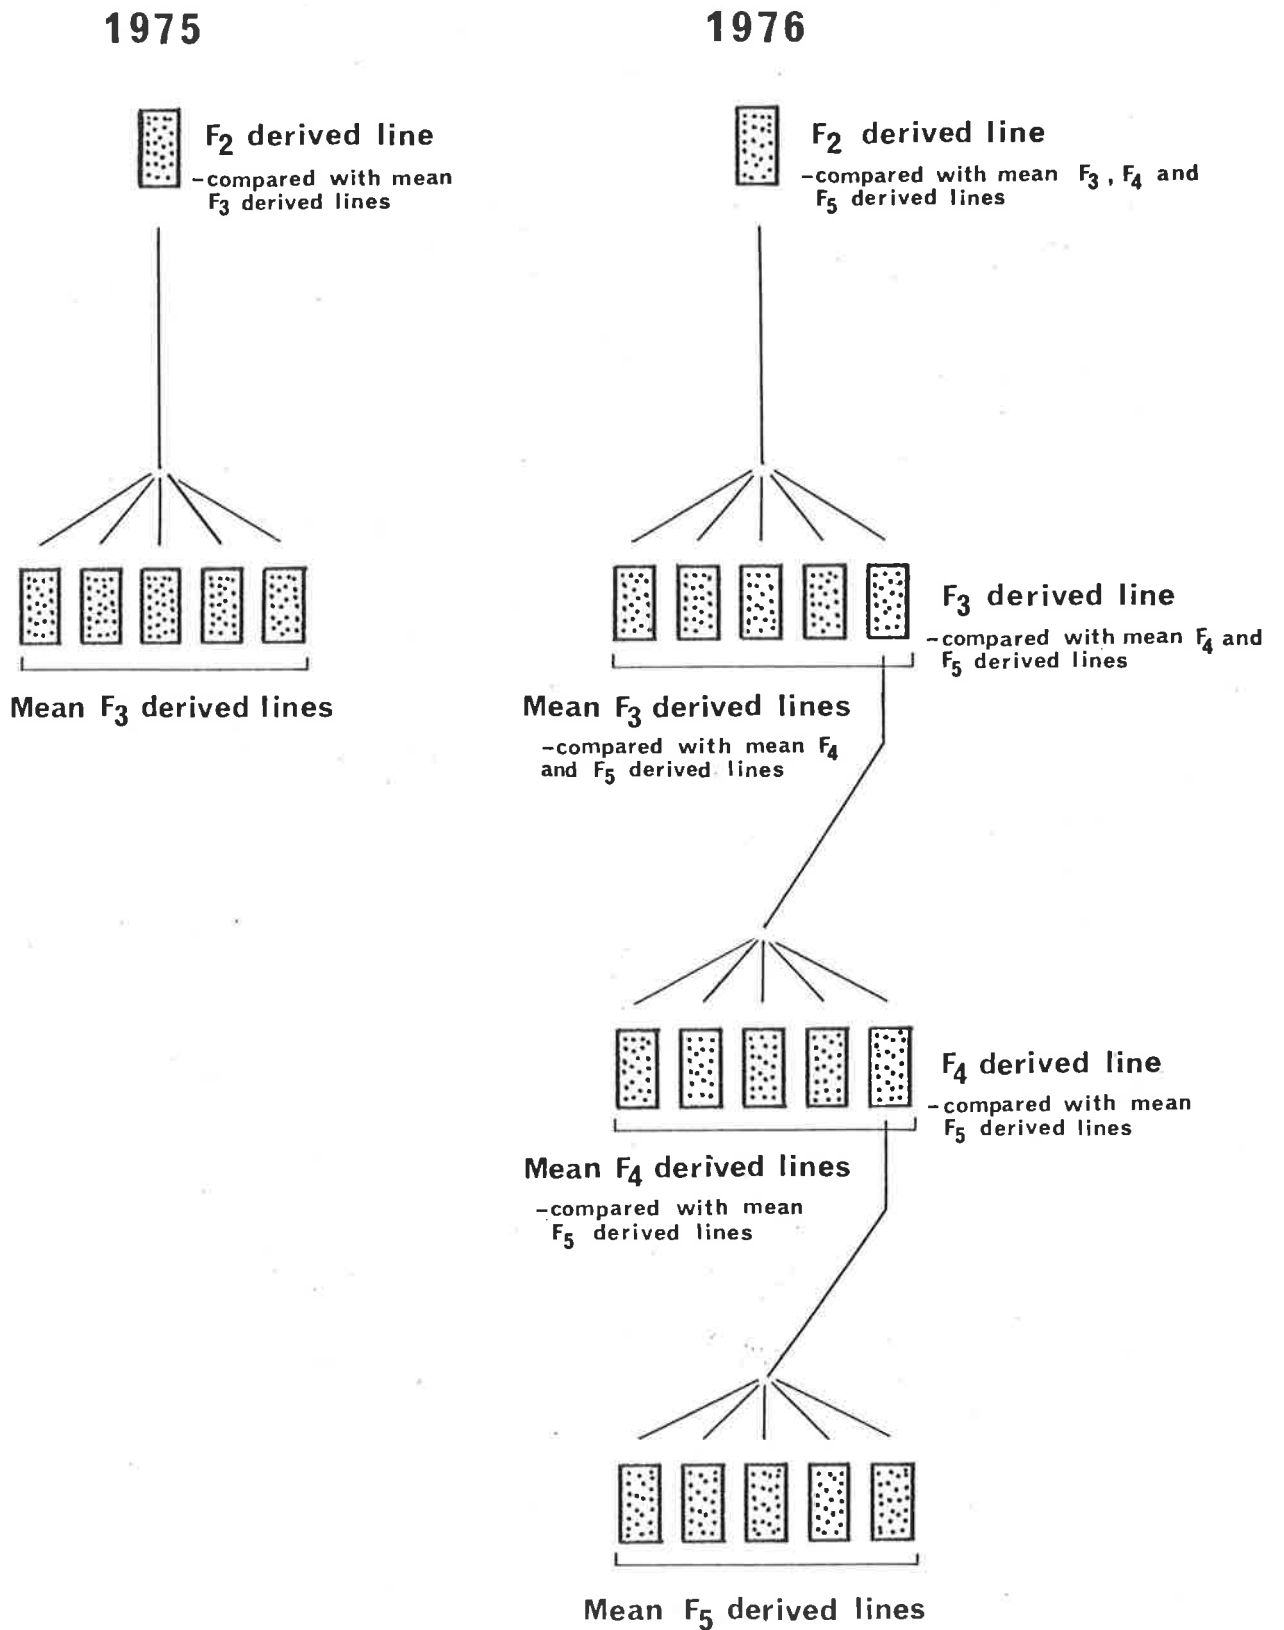 1975
F₂ derived line
-compared with mean
F₃ derived lines
Mean F₃ derived lines
1976
F₂ derived line
-compared with mean F₃, F₄ and
F₅ derived lines
F₃ derived line
-compared with mean F₄ and
F₅ derived lines
Mean F₃ derived lines
-compared with mean F₄
and F₅ derived lines
F₄ derived line
-compared with mean
F₅ derived lines
Mean F₄ derived lines
-compared with mean
F₅ derived lines
Mean F₅ derived lines